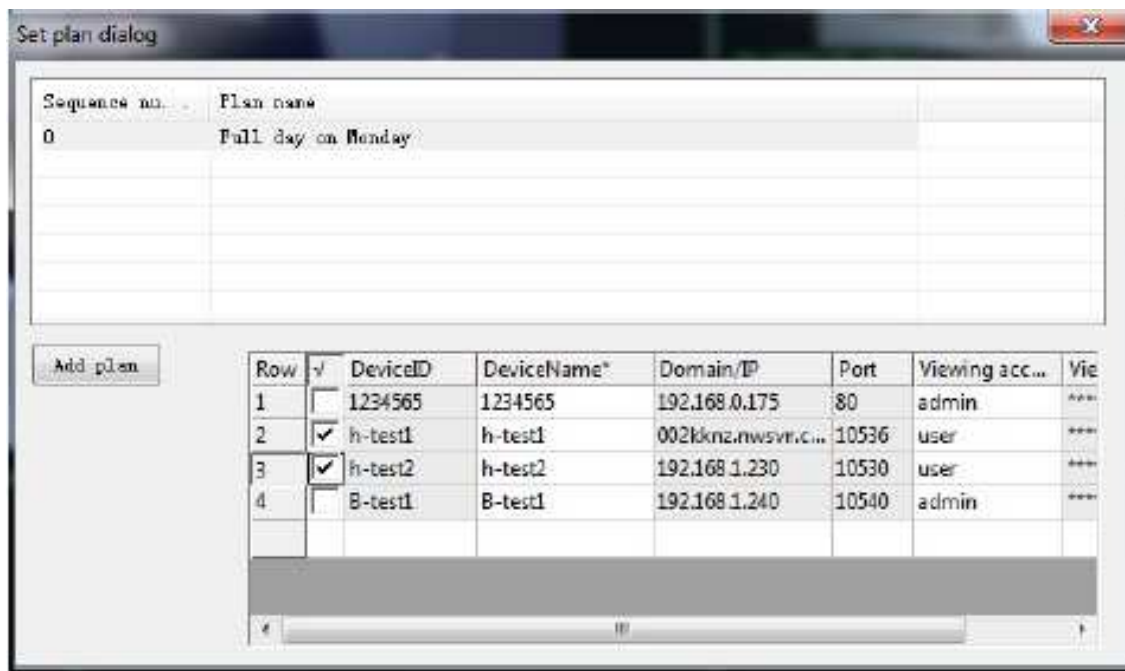 Set plan dialog
Sequence nu... Plan name
0 Full day on Monday
Add plan
Row √ DeviceID DeviceName* Domain/IP Port Viewing acc... Vie
1 1234565 1234565 192.168.0.175 80 admin ***
2 h-test1 h-test1 002kknz.nwsvr.c... 10536 user ***
3 h-test2 h-test2 192.168.1.230 10530 user ***
4 B-test1 B-test1 192.168.1.240 10540 admin ***